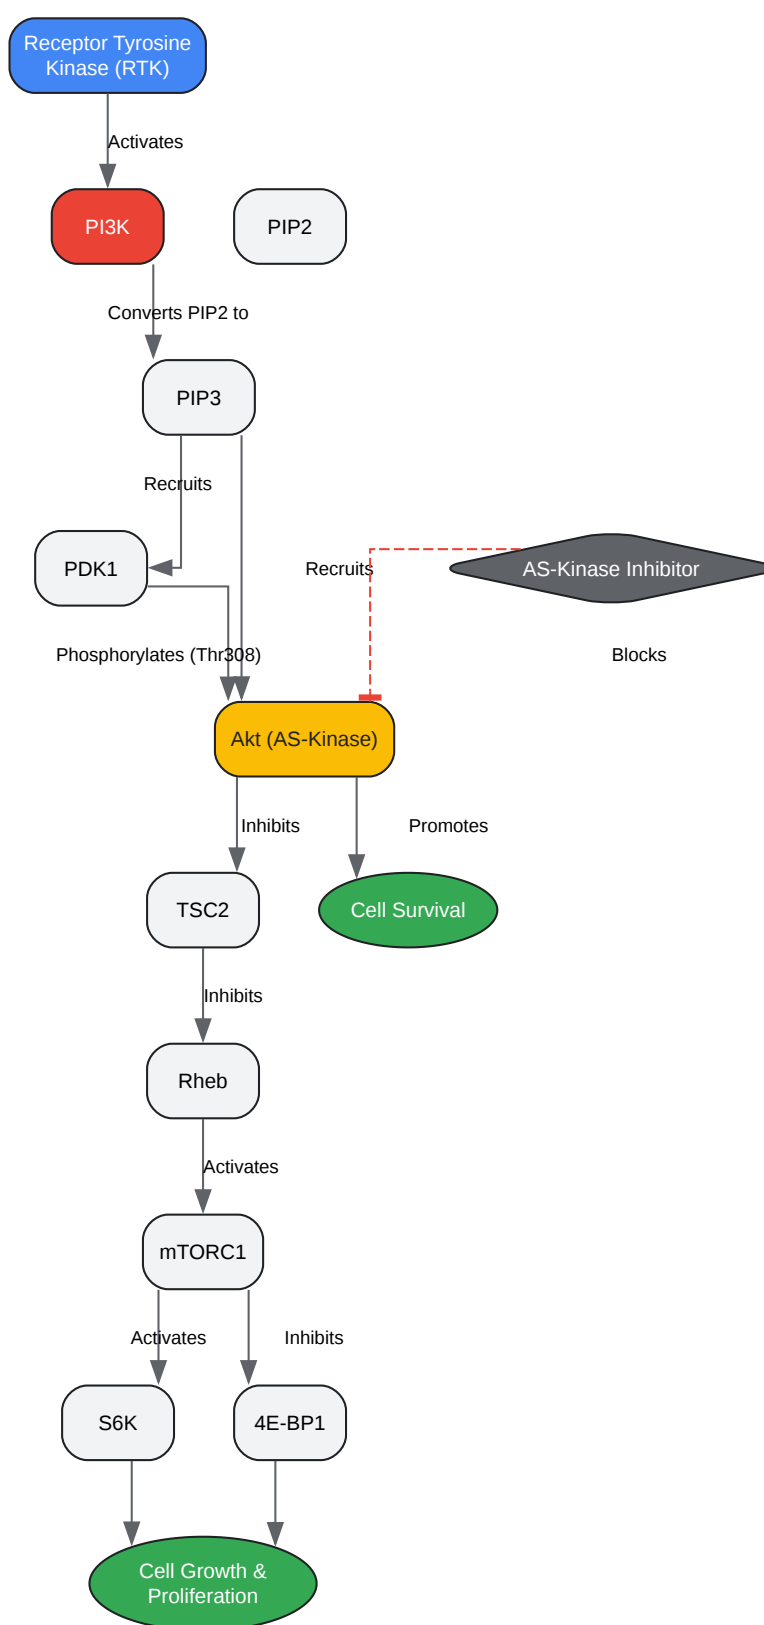 Receptor Tyrosine
Kinase (RTK)
Activates
PI3K
PIP2
Converts PIP2 to
PIP3
Recruits
PDK1
Recruits
AS-Kinase Inhibitor
Phosphorylates (Thr308)
Blocks
Akt (AS-Kinase)
Inhibits
Promotes
TSC2
Cell Survival
Inhibits
Rheb
Activates
mTORC1
Activates
Inhibits
S6K
4E-BP1
Cell Growth &
Proliferation